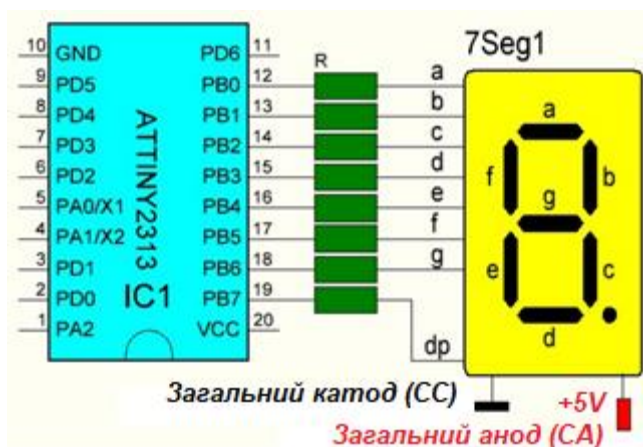 7Seg1
R
10 GND PD6 11
9 PD5 PB0 12 a
8 PD4 PB1 13 b
7 PD3 PB2 14 c
6 PD2 PB3 15 d
5 PA0/X1 PB4 16 e
4 PA1/X2 PB5 17 f
3 PD1 PB6 18 g
2 PD0 PB7 19 dp
1 PA2 VCC 20
ATTINY2313
IC1
a
f
b
g
e
c
d
Загальний катод (СС)
+5V
Загальний анод (СА)